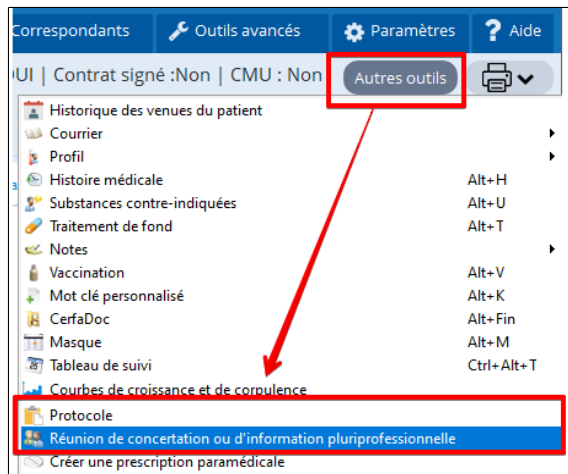 Correspondants Outils avancés Paramètres ? Aide
UI | Contrat signé :Non | CMU : Non Autres outils
Historique des venues du patient
Courrier
Profil
Histoire médicale Alt+H
Substances contre-indiquées Alt+U
Traitement de fond Alt+T
Notes
Vaccination Alt+V
Mot clé personnalisé Alt+K
CerfaDoc Alt+Fin
Masque Alt+M
Tableau de suivi Ctrl+Alt+T
Courbes de croissance et de corpulence
Protocole
Réunion de concertation ou d'information pluriprofessionnelle
Créer une prescription paramédicale